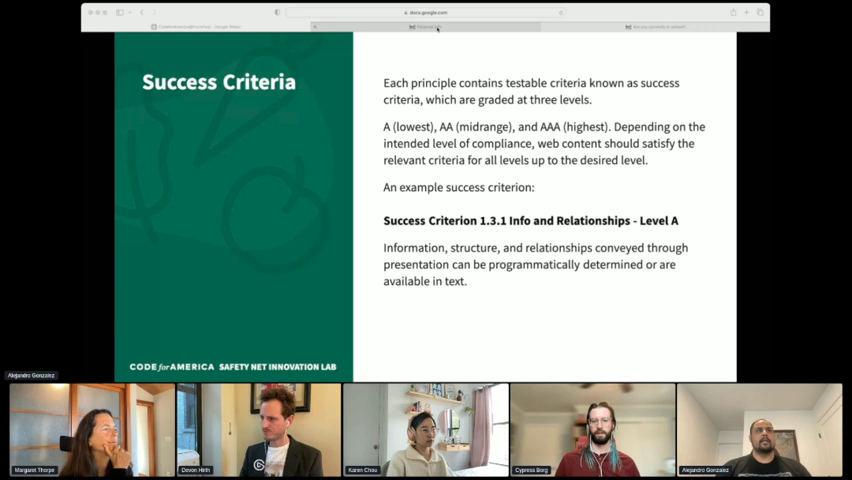 docs.google.com
Success Criteria
Each principle contains testable criteria known as success
criteria, which are graded at three levels.
A (lowest), AA (midrange), and AAA (highest). Depending on the
intended level of compliance, web content should satisfy the
relevant criteria for all levels up to the desired level.
An example success criterion:
Success Criterion 1.3.1 Info and Relationships - Level A
Information, structure, and relationships conveyed through
presentation can be programmatically determined or are
available in text.
CODE for AMERICA SAFETY NET INNOVATION LAB
Alejandro Gonzalez
Margaret Thorpe
Devon Hirth
Karen Chou
Cypress Borg
Alejandro Gonzalez